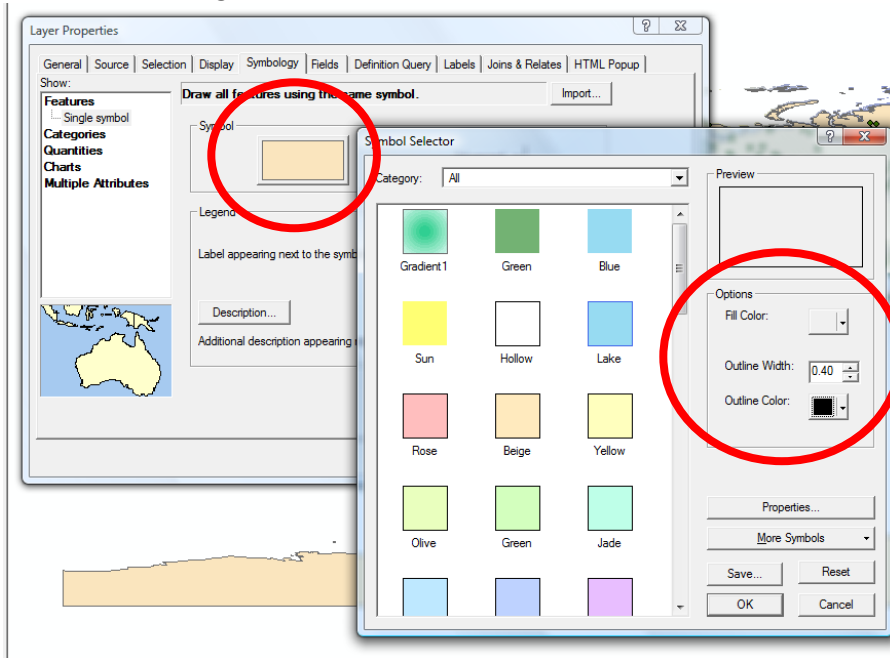 Layer Properties
General Source Selection Display Symbology Fields Definition Query Labels Joins & Relates HTML Popup
Show:
Features
Single symbol
Categories
Quantities
Charts
Multiple Attributes
Draw all features using the same symbol.
Import...
Symbol
Legend
Label appearing next to the symb
Description...
Additional description appearing
Symbol Selector
Category: All
Gradient1 Green Blue
Sun Hollow Lake
Rose Beige Yellow
Olive Green Jade
Preview
Options
Fill Color:
Outline Width: 0.40
Outline Color:
Properties...
More Symbols
Save... Reset
OK Cancel